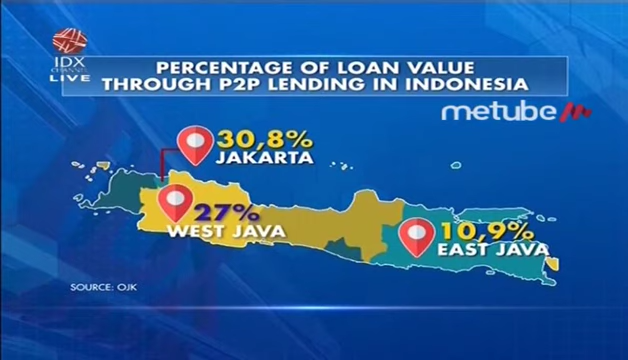 IDX
CHANNEL
LIVE
PERCENTAGE OF LOAN VALUE
THROUGH P2P LENDING IN INDONESIA
metube
30,8%
JAKARTA
27%
WEST JAVA
10,9%
EAST JAVA
SOURCE: OJK